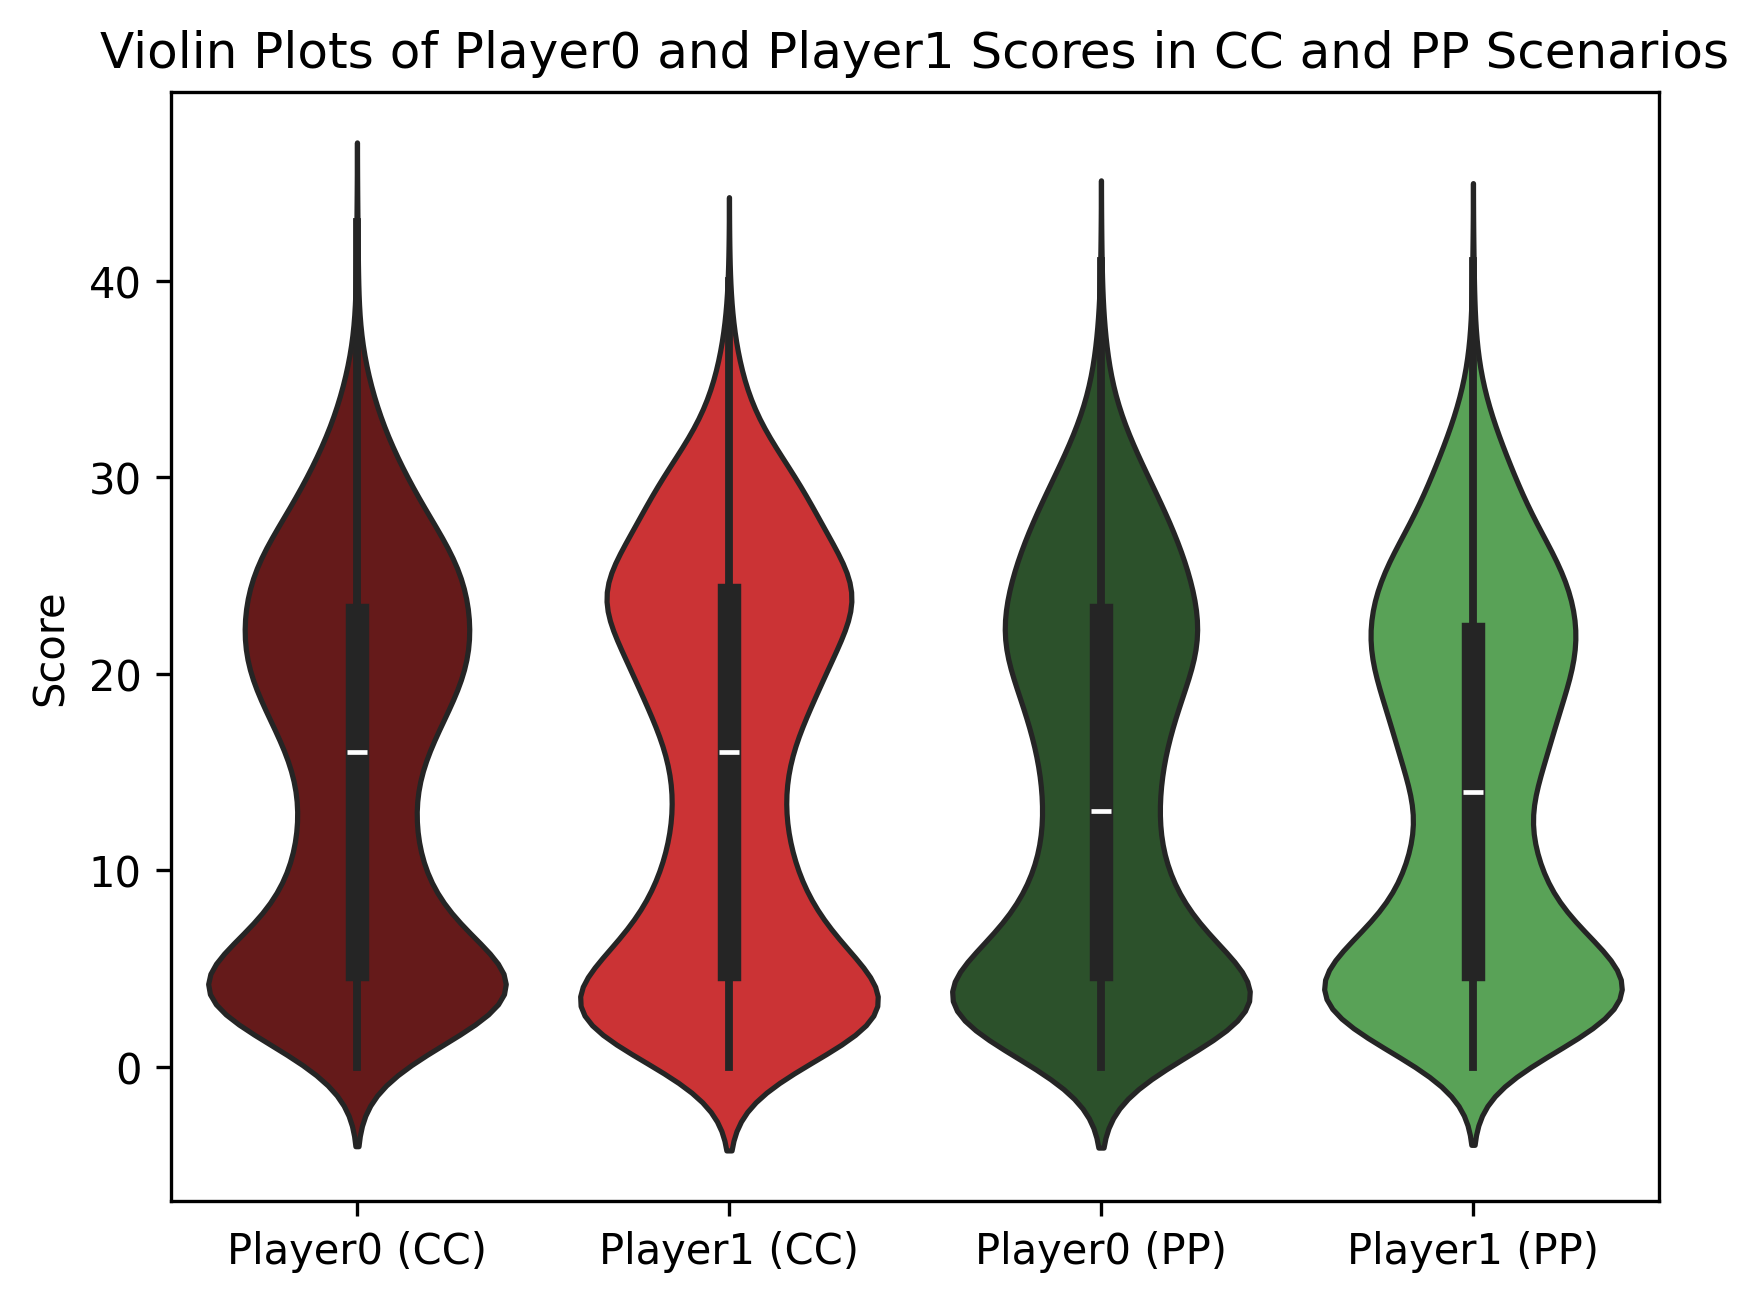 Violin Plots of Player0 and Player1 Scores in CC and PP Scenarios
Score
40
30
20
10
0
Player0 (CC)
Player1 (CC)
Player0 (PP)
Player1 (PP)